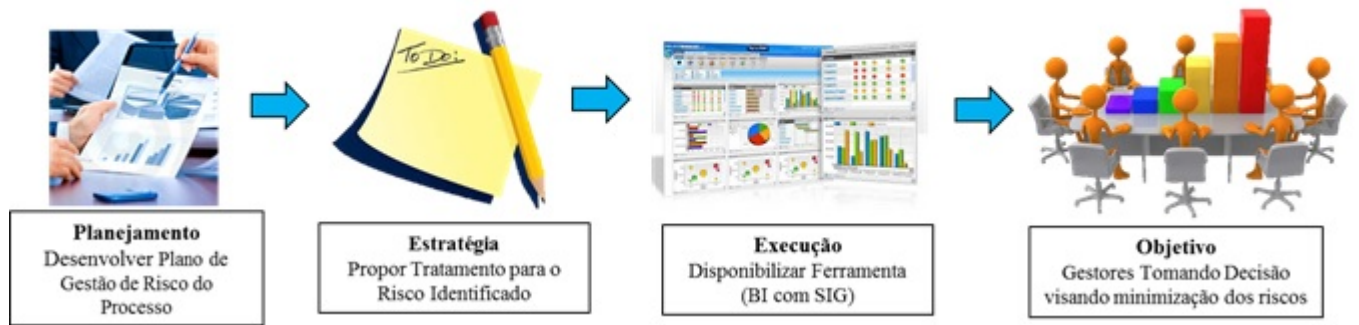 To Do:
Planejamento
Desenvolver Plano de
Gestão de Risco do
Processo
Estratégia
Propor Tratamento para o
Risco Identificado
Execução
Disponibilizar Ferramenta
(BI com SIG)
Objetivo
Gestores Tomando Decisão
visando minimização dos riscos